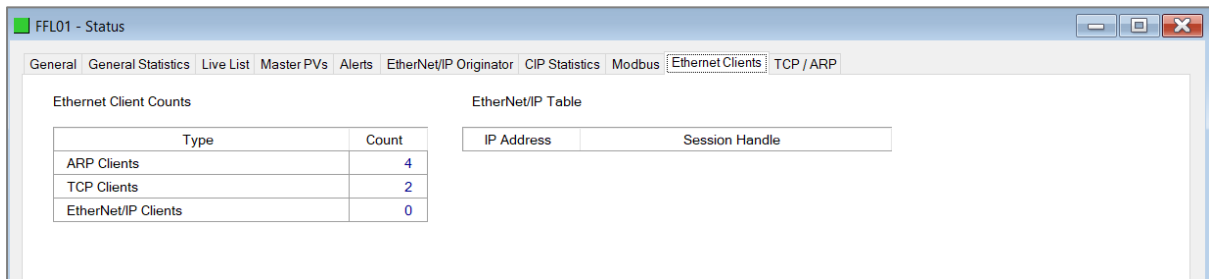 FFL01 - Status
General General Statistics Live List Master PVs Alerts EtherNet/IP Originator CIP Statistics Modbus Ethernet Clients TCP / ARP
Ethernet Client Counts EtherNet/IP Table
Type Count IP Address Session Handle
ARP Clients 4
TCP Clients 2
EtherNet/IP Clients 0